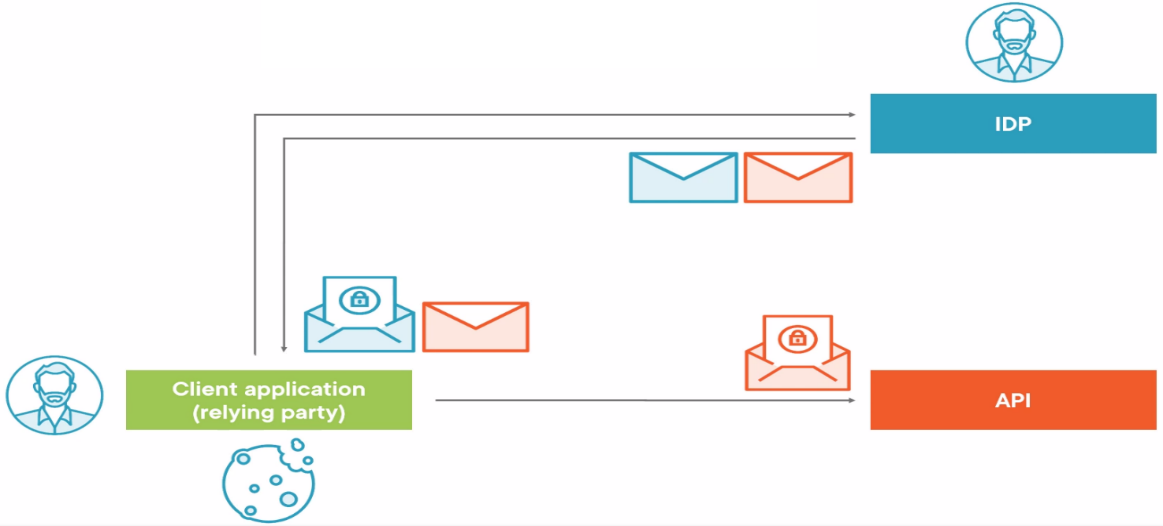 IDP
Client application
(relying party)
API